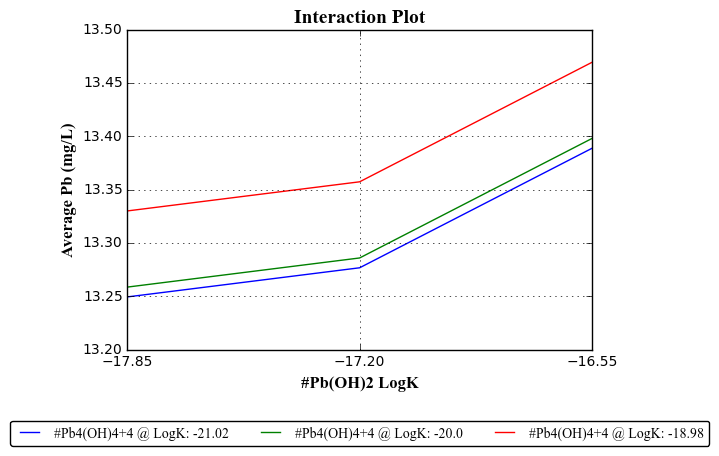 Interaction Plot
13.50
13.45
13.40
13.35
13.30
13.25
13.20
Average Pb (mg/L)
−17.85
−17.20
−16.55
#Pb(OH)2 LogK
#Pb4(OH)4+4 @ LogK: -21.02
#Pb4(OH)4+4 @ LogK: -20.0
#Pb4(OH)4+4 @ LogK: -18.98